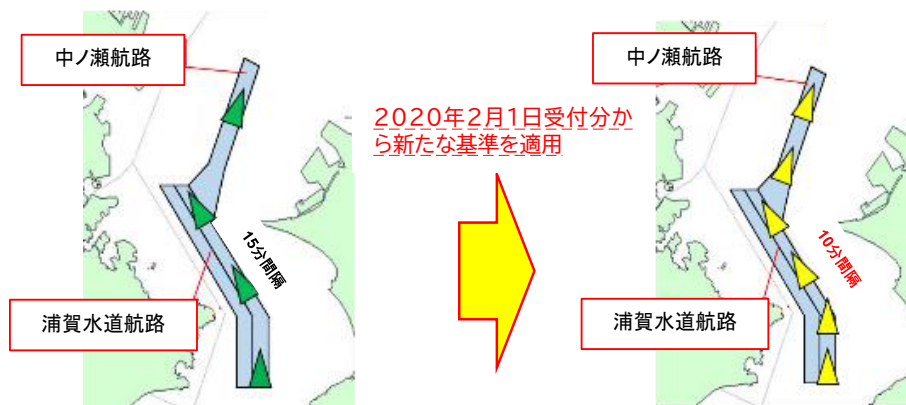 中ノ瀬航路
15分間隔
浦賀水道航路
2020年2月1日受付分か
ら新たな基準を適用
中ノ瀬航路
10分間隔
浦賀水道航路